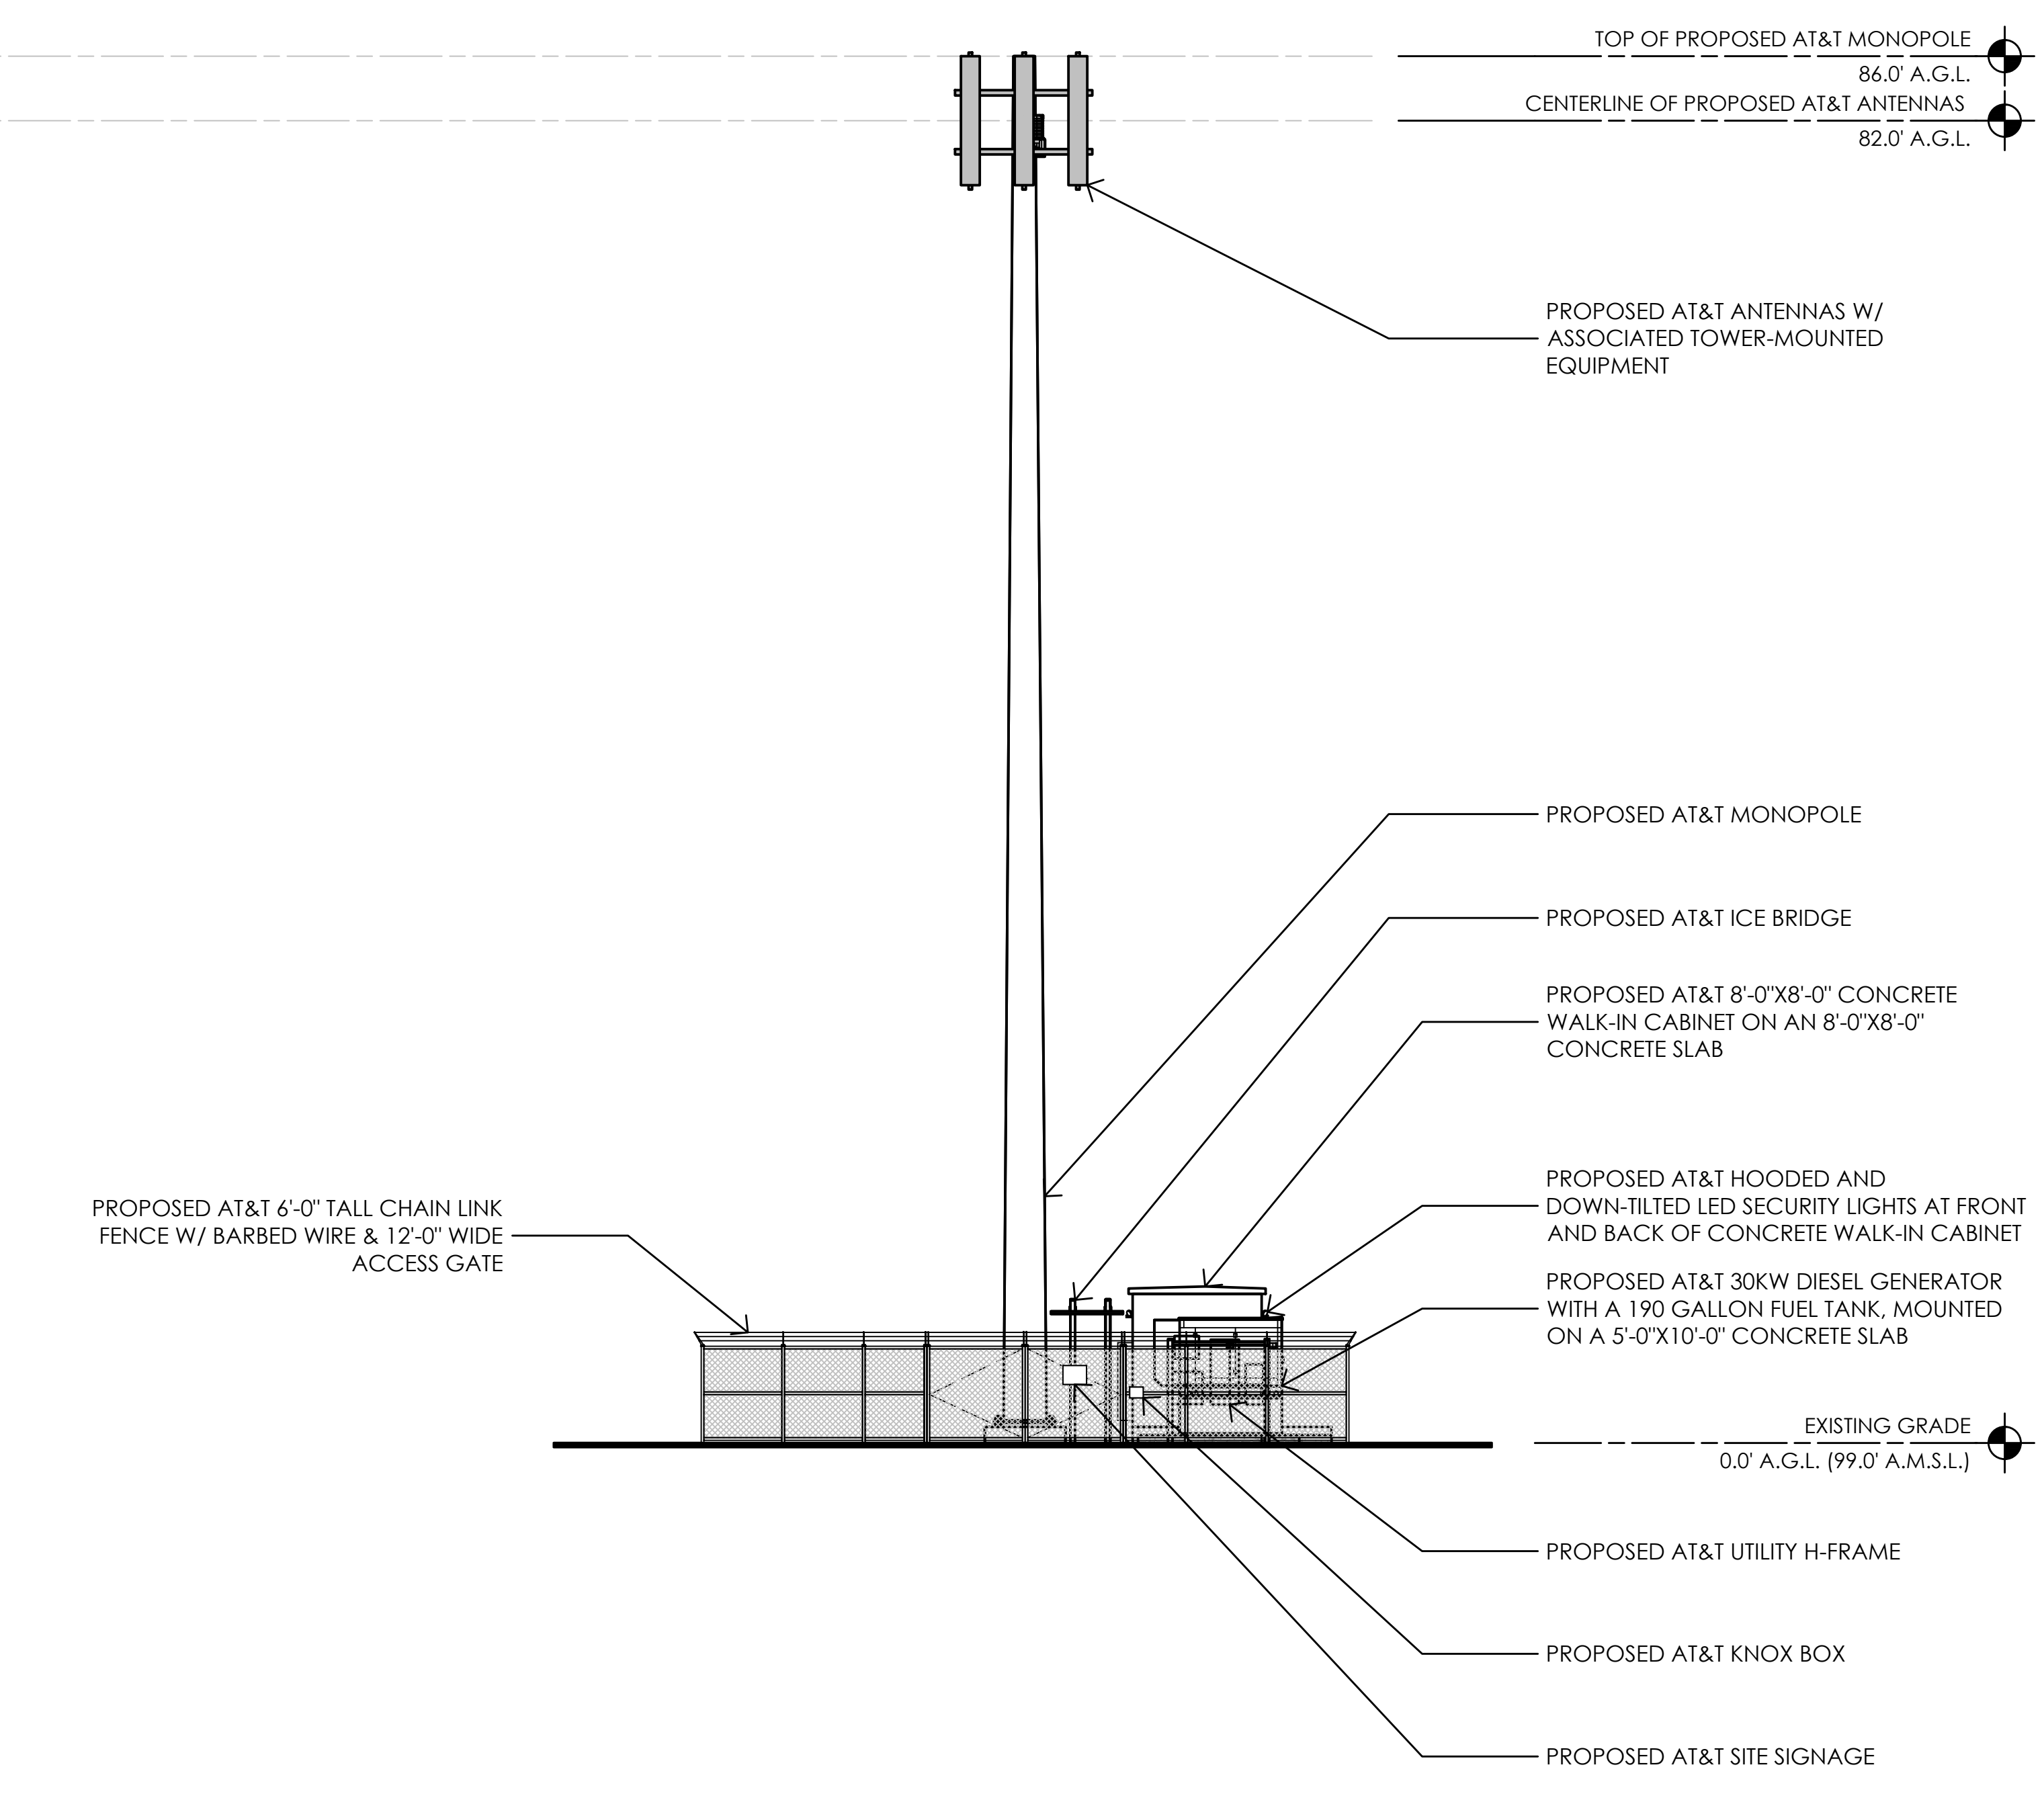 TOP OF PROPOSED AT&T MONOPOLE
86.0' A.G.L.
CENTERLINE OF PROPOSED AT&T ANTENNAS
82.0' A.G.L.
PROPOSED AT&T ANTENNAS W/
ASSOCIATED TOWER-MOUNTED
EQUIPMENT
PROPOSED AT&T MONOPOLE
PROPOSED AT&T ICE BRIDGE
PROPOSED AT&T 8'-0"X8'-0" CONCRETE
WALK-IN CABINET ON AN 8'-0"X8'-0"
CONCRETE SLAB
PROPOSED AT&T HOODED AND
DOWN-TILTED LED SECURITY LIGHTS AT FRONT
AND BACK OF CONCRETE WALK-IN CABINET
PROPOSED AT&T 6'-0" TALL CHAIN LINK
FENCE W/ BARBED WIRE & 12'-0" WIDE
ACCESS GATE
PROPOSED AT&T 30KW DIESEL GENERATOR
WITH A 190 GALLON FUEL TANK, MOUNTED
ON A 5'-0"X10'-0" CONCRETE SLAB
EXISTING GRADE
0.0' A.G.L. (99.0' A.M.S.L.)
PROPOSED AT&T UTILITY H-FRAME
PROPOSED AT&T KNOX BOX
PROPOSED AT&T SITE SIGNAGE